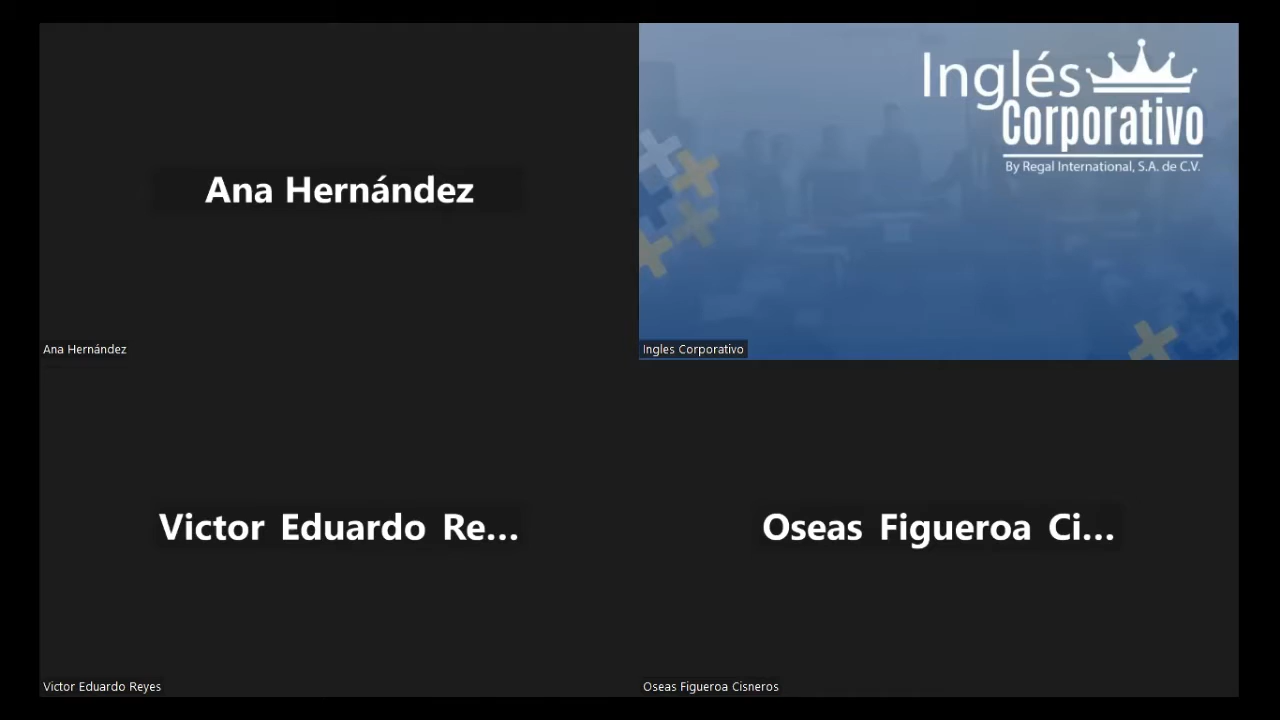 Ana Hernández
Ana Hernández
Inglés
Corporativo
By Regal International, S.A. de C.V.
Ingles Corporativo
Victor Eduardo Re...
Victor Eduardo Reyes
Oseas Figueroa Ci...
Oseas Figueroa Cisneros